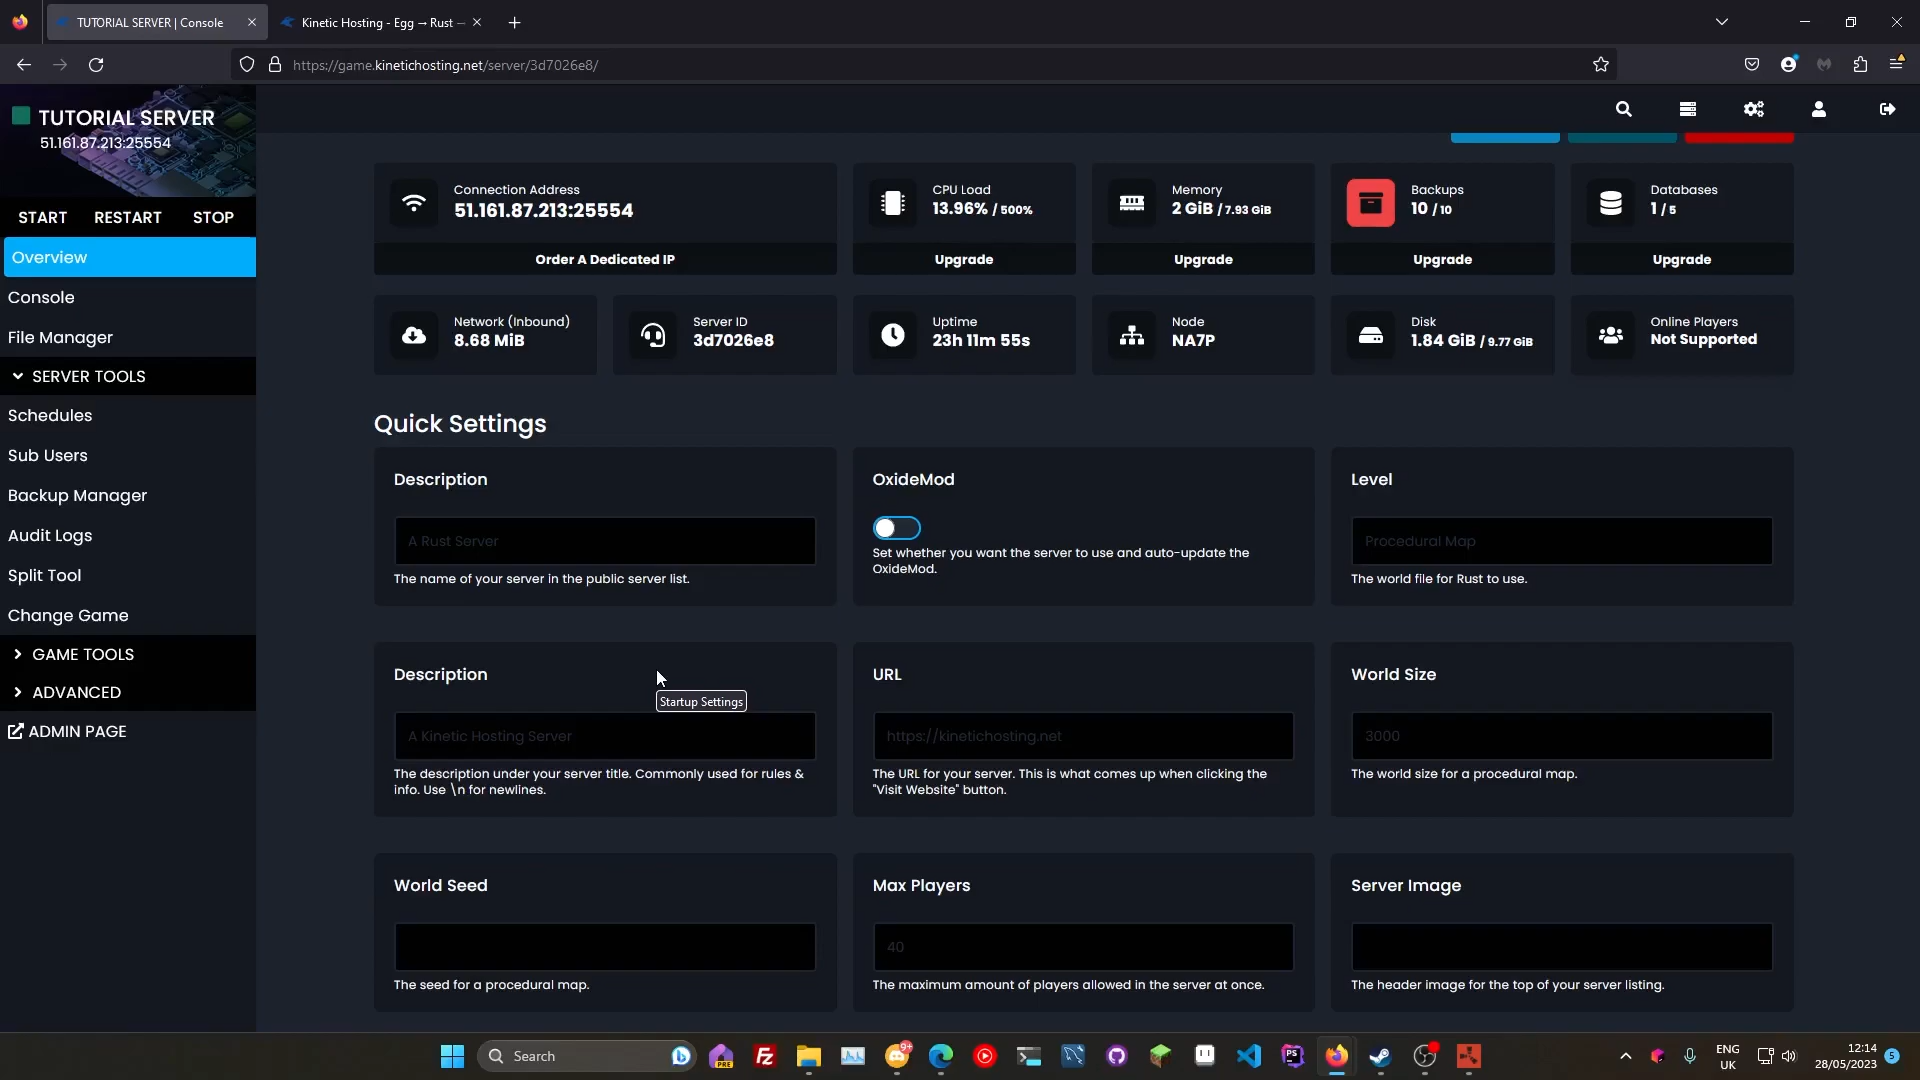 TUTORIAL SERVER | Console
Kinetic Hosting - Egg → Rust —
https://game.kinetichosting.net/server/3d7026e8/
TUTORIAL SERVER
51.161.87.213:25554
START RESTART STOP
Overview
Console
File Manager
SERVER TOOLS
Schedules
Sub Users
Backup Manager
Audit Logs
Split Tool
Change Game
GAME TOOLS
ADVANCED
ADMIN PAGE
Connection Address
51.161.87.213:25554
Order A Dedicated IP
CPU Load
13.96% / 500%
Upgrade
Memory
2 GiB / 7.93 GiB
Upgrade
Backups
10 / 10
Upgrade
Databases
1 / 5
Upgrade
Network (Inbound)
8.68 MiB
Server ID
3d7026e8
Uptime
23h 11m 55s
Node
NA7P
Disk
1.84 GiB / 9.77 GiB
Online Players
Not Supported
Quick Settings
Description
A Rust Server
The name of your server in the public server list.
OxideMod
Set whether you want the server to use and auto-update the
OxideMod.
Level
Procedural Map
The world file for Rust to use.
Description
Startup Settings
A Kinetic Hosting Server
The description under your server title. Commonly used for rules &
info. Use \n for newlines.
URL
https://kinetichosting.net
The URL for your server. This is what comes up when clicking the
"Visit Website" button.
World Size
3000
The world size for a procedural map.
World Seed
The seed for a procedural map.
Max Players
40
The maximum amount of players allowed in the server at once.
Server Image
The header image for the top of your server listing.
Search
PRE
FZ
9+
PS
ENG
UK
12:14
28/05/2023
5